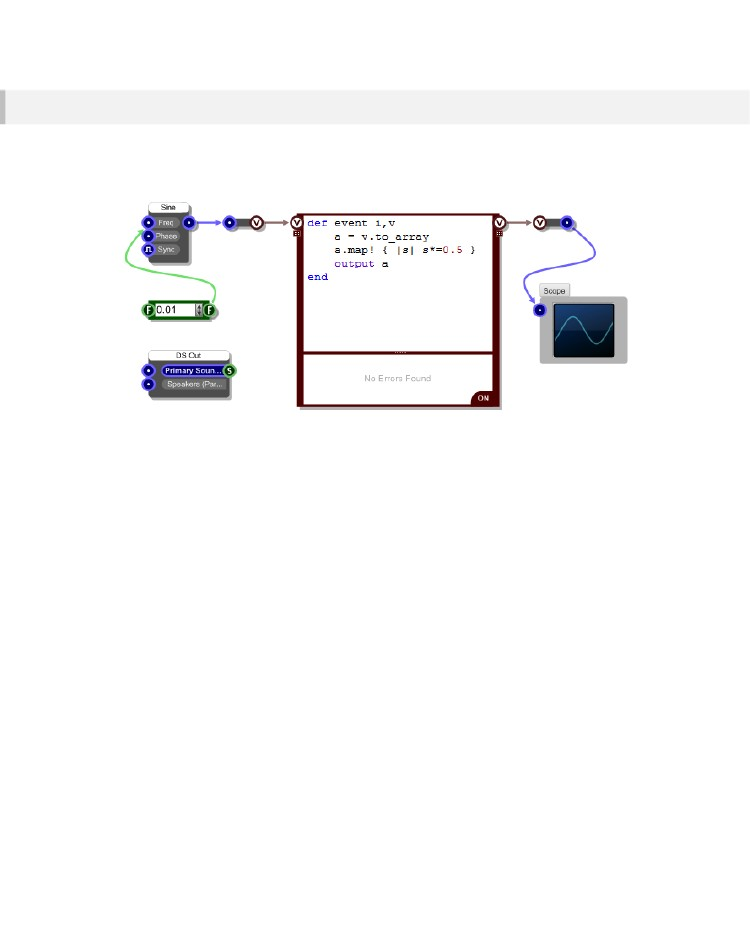 Sine
Freq
Phase
Sync
F 0.01 F
DS Out
Primary Soun... S
Speakers (Par...
V
V
def event i,v
a = v.to_array
a.map! { |s| s*=0.5 }
output a
end
No Errors Found
ON
V
V
Scope